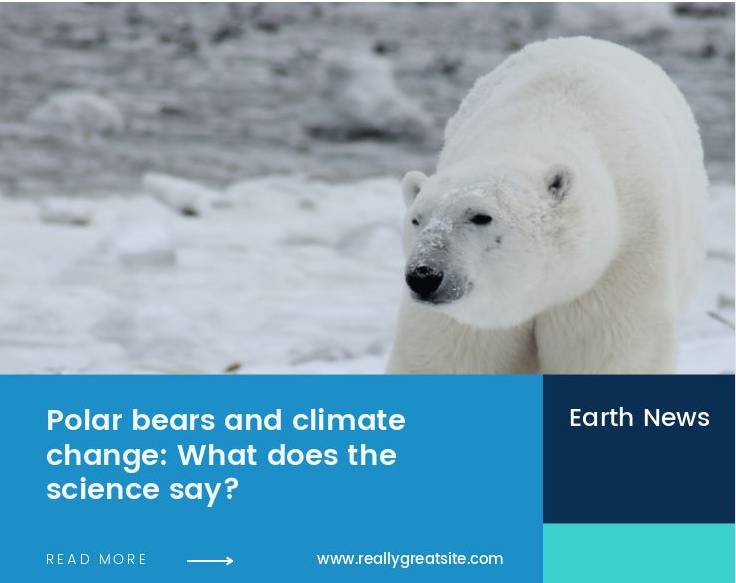 Polar bears and climate
change: What does the
science say?
Earth News
READ MORE
www.reallygreatsite.com